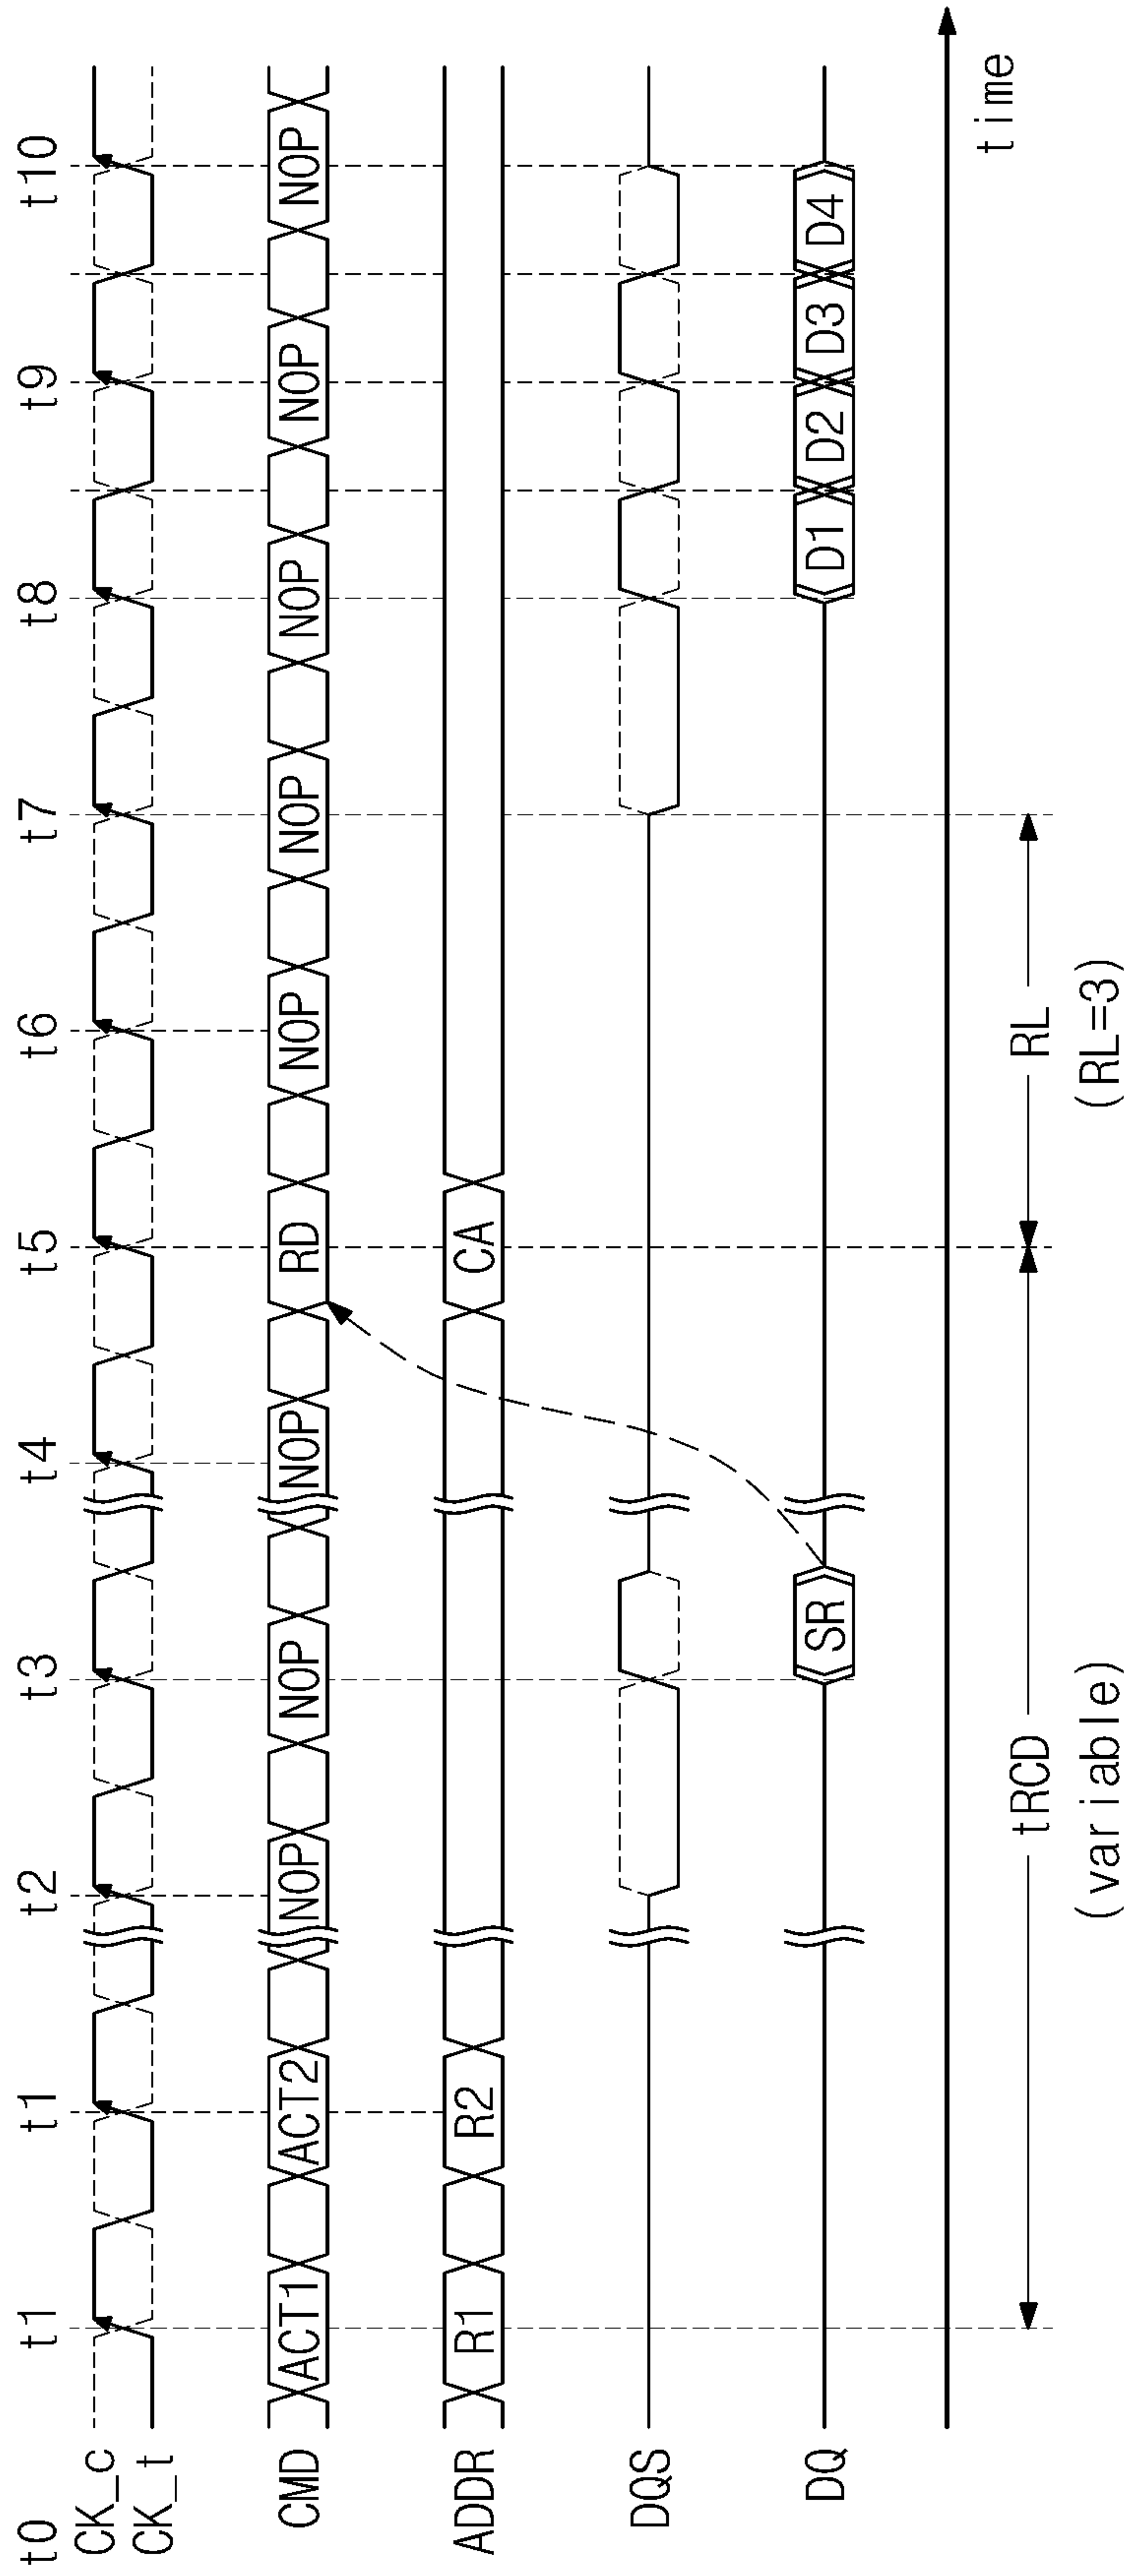 t0 t1 t1 t2 t3 t4 t5 t6 t7 t8 t9 t10
CK_c
CK_t
CMD ACT1 ACT2 NOP NOP NOP RD NOP NOP NOP NOP NOP
ADDR R1 R2 CA
DQS
DQ SR D1 D2 D3 D4
time
tRCD RL
(variable) (RL=3)